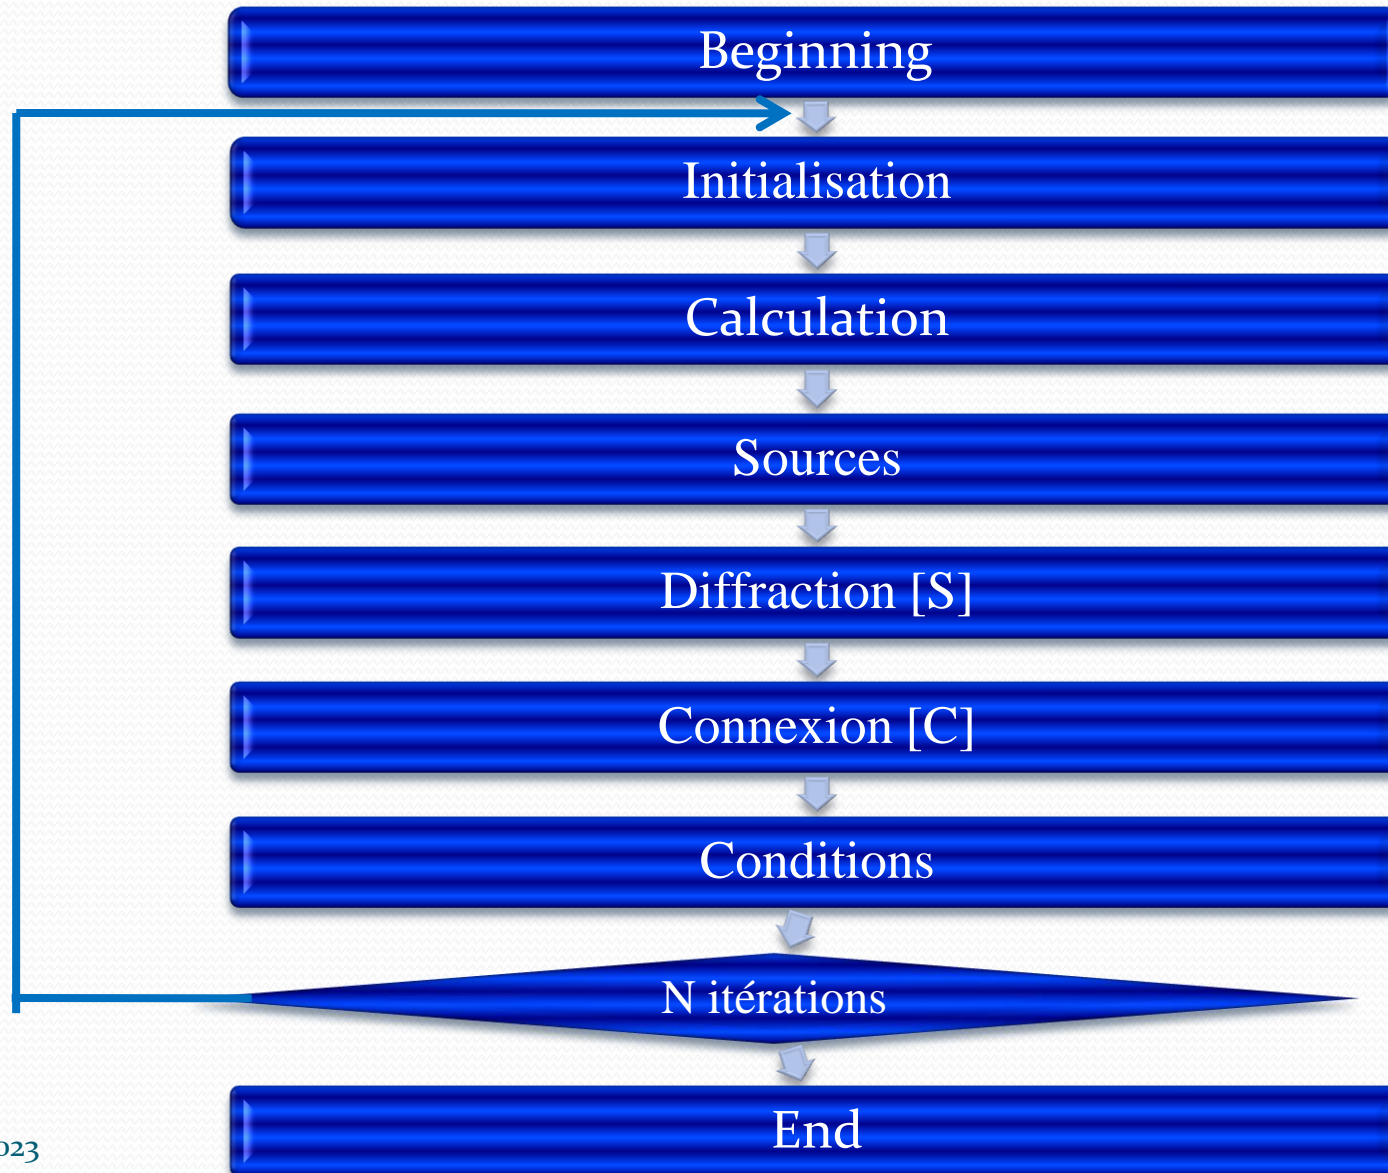 Beginning
Initialisation
Calculation
Sources
Diffraction [S]
Connexion [C]
Conditions
N itérations
End